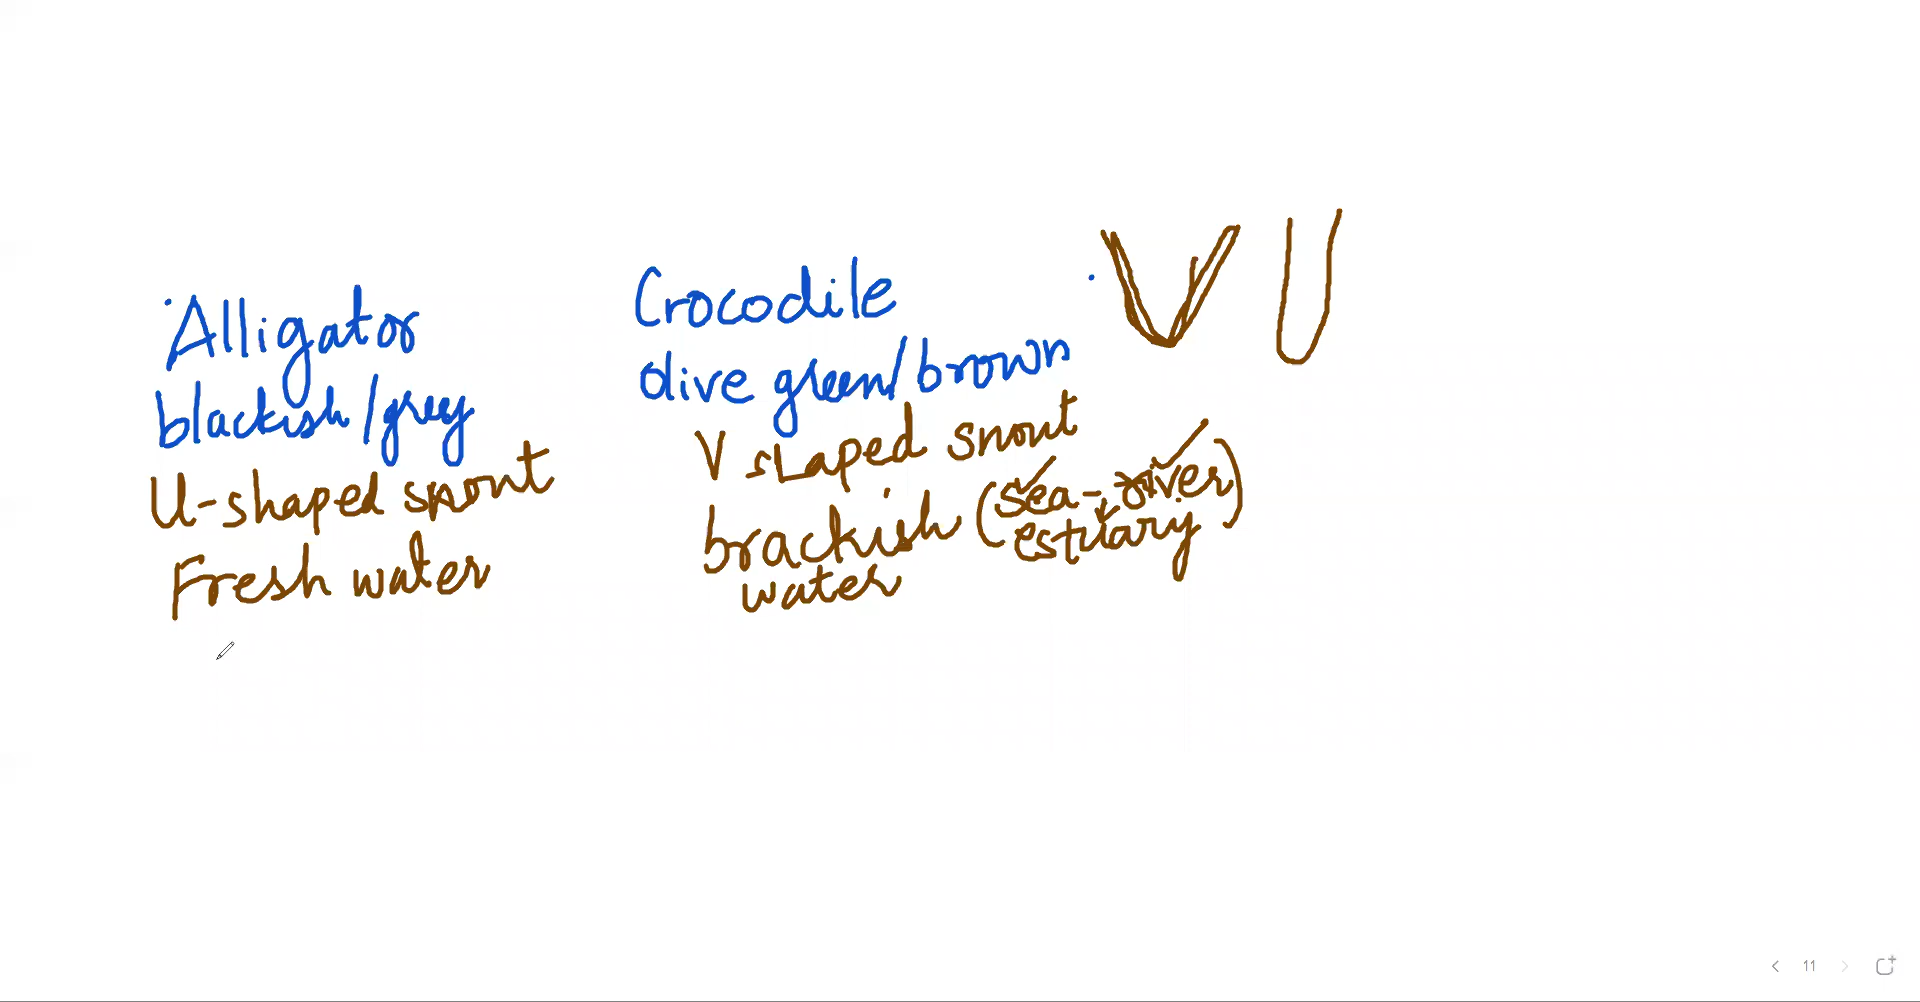 Alligator
blackish/grey
U-shaped snout
Fresh water
Crocodile
olive green/brown
V shaped snout
brackish (sea - river)
estuary
water
V U
11